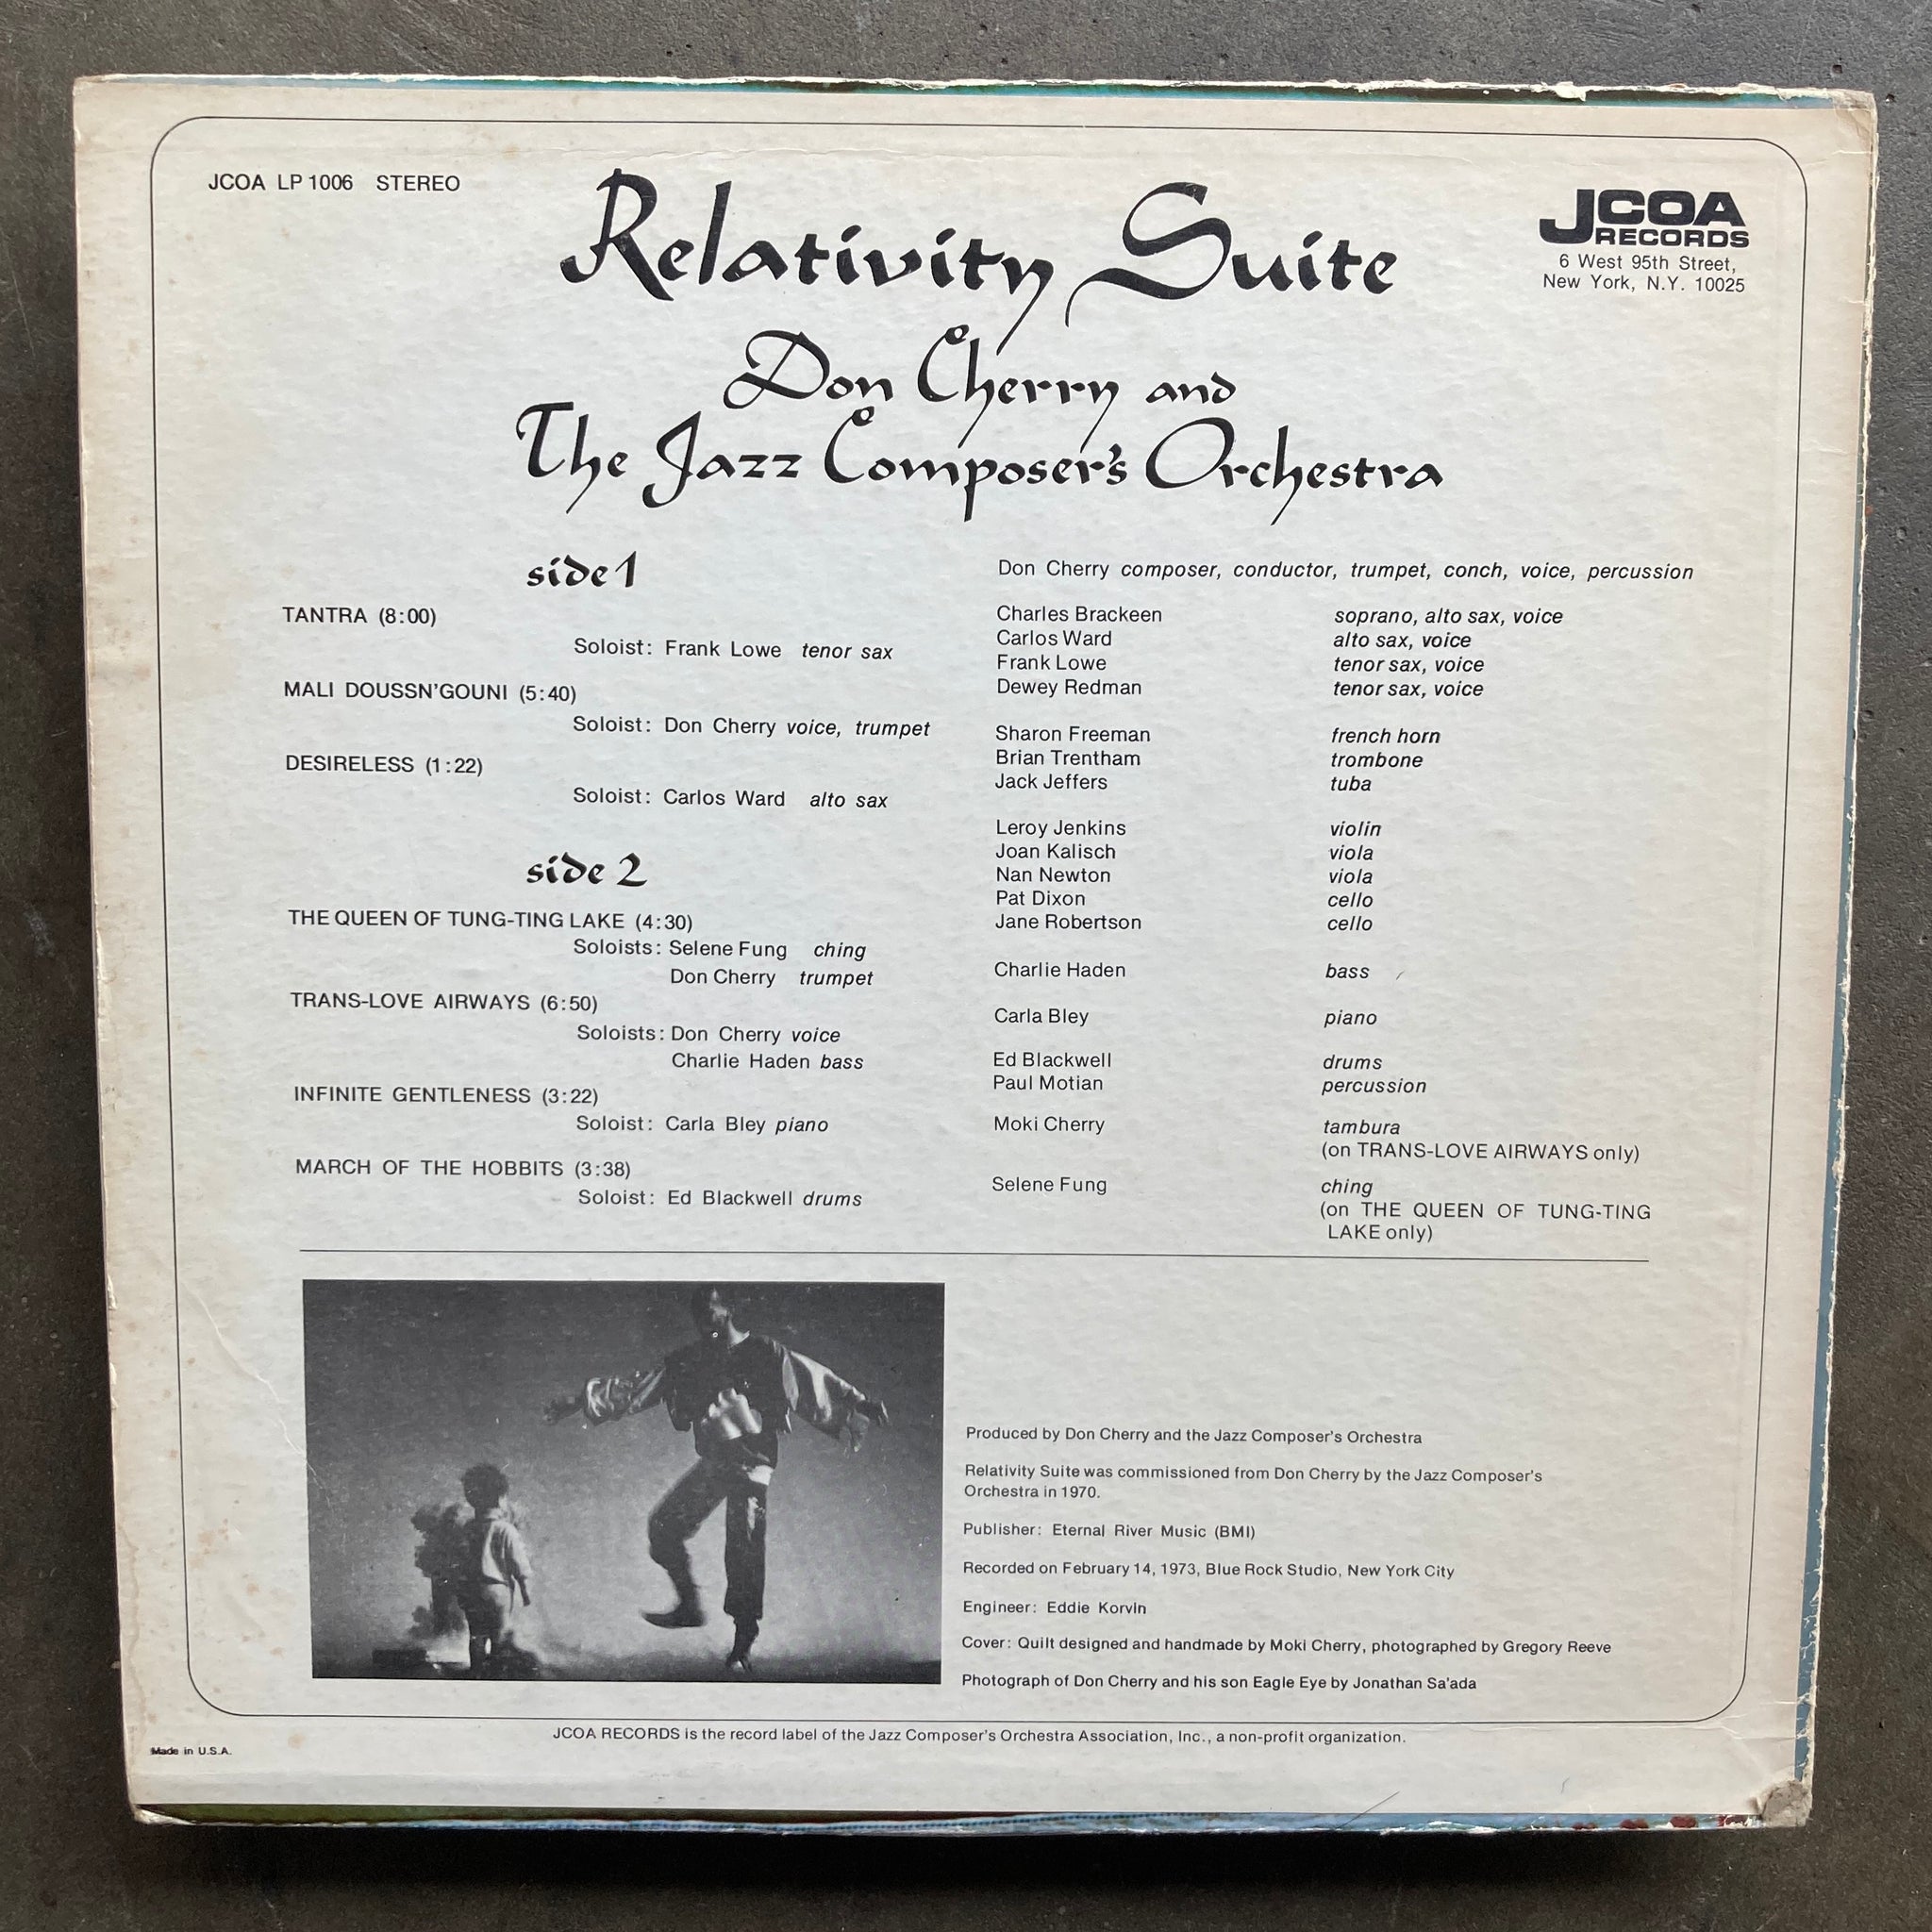 JCOA LP 1006 STEREO
JCOA
RECORDS
6 West 95th Street,
New York, N.Y. 10025
Relativity Suite
Don Cherry and
The Jazz Composer's Orchestra
side 1
TANTRA (8:00)
Soloist: Frank Lowe tenor sax
MALI DOUSSN'GOUNI (5:40)
Soloist: Don Cherry voice, trumpet
DESIRELESS (1:22)
Soloist: Carlos Ward alto sax
side 2
THE QUEEN OF TUNG-TING LAKE (4:30)
Soloists: Selene Fung ching
Don Cherry trumpet
TRANS-LOVE AIRWAYS (6:50)
Soloists: Don Cherry voice
Charlie Haden bass
INFINITE GENTLENESS (3:22)
Soloist: Carla Bley piano
MARCH OF THE HOBBITS (3:38)
Soloist: Ed Blackwell drums
Don Cherry composer, conductor, trumpet, conch, voice, percussion
Charles Brackeen soprano, alto sax, voice
Carlos Ward alto sax, voice
Frank Lowe tenor sax, voice
Dewey Redman tenor sax, voice
Sharon Freeman french horn
Brian Trentham trombone
Jack Jeffers tuba
Leroy Jenkins violin
Joan Kalisch viola
Nan Newton viola
Pat Dixon cello
Jane Robertson cello
Charlie Haden bass
Carla Bley piano
Ed Blackwell drums
Paul Motian percussion
Moki Cherry tambura
(on TRANS-LOVE AIRWAYS only)
Selene Fung ching
(on THE QUEEN OF TUNG-TING
LAKE only)
Produced by Don Cherry and the Jazz Composer's Orchestra
Relativity Suite was commissioned from Don Cherry by the Jazz Composer's
Orchestra in 1970.
Publisher: Eternal River Music (BMI)
Recorded on February 14, 1973, Blue Rock Studio, New York City
Engineer: Eddie Korvin
Cover: Quilt designed and handmade by Moki Cherry, photographed by Gregory Reeve
Photograph of Don Cherry and his son Eagle Eye by Jonathan Sa'ada
JCOA RECORDS is the record label of the Jazz Composer's Orchestra Association, Inc., a non-profit organization.
Made in U.S.A.